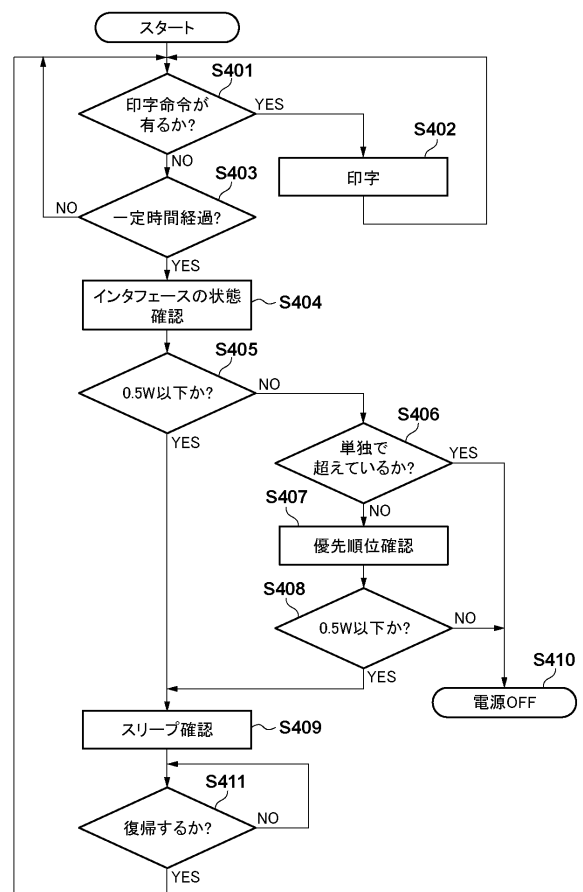 スタート
S401
印字命令が
有るか?
YES
S402
NO
印字
S403
NO
一定時間経過?
YES
インタフェースの状態
確認
S404
S405
0.5W以下か?
NO
YES
S406
単独で
超えているか?
YES
NO
S407
優先順位確認
S408
0.5W以下か?
NO
YES
S410
電源OFF
スリープ確認
S409
S411
復帰するか?
NO
YES